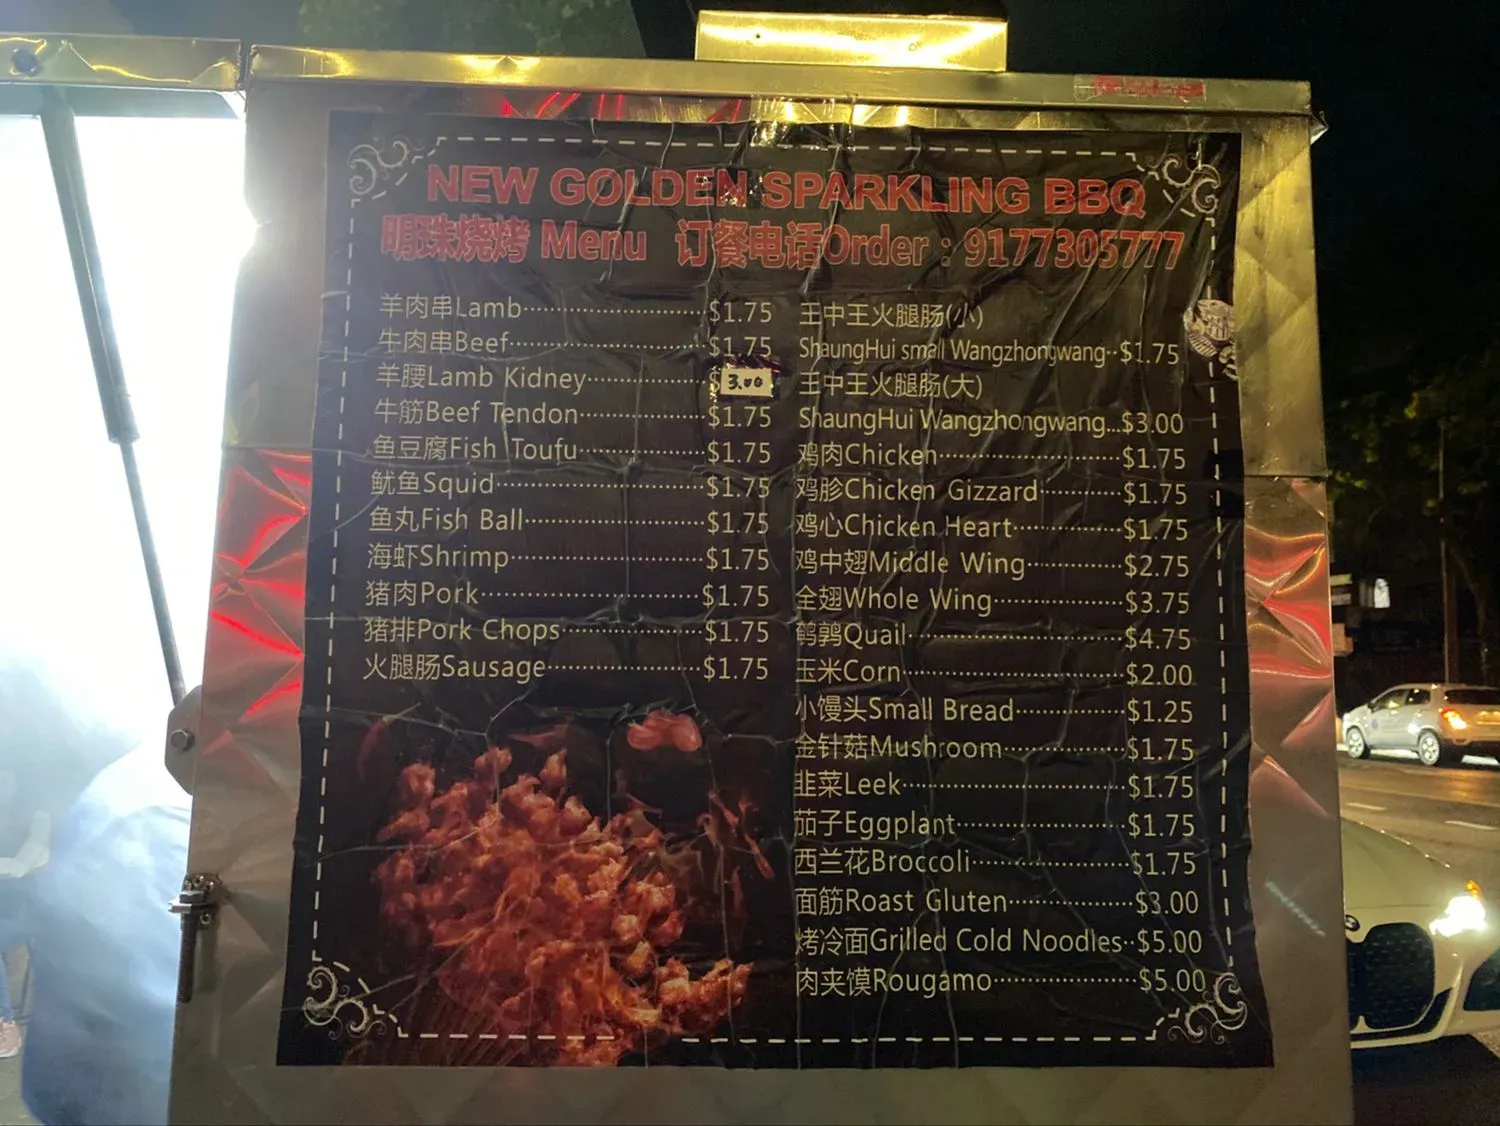 NEW GOLDEN SPARKLING BBQ
明珠烧烤 Menu 订餐电话Order：9177305777
羊肉串Lamb $1.75
牛肉串Beef $1.75
羊腰Lamb Kidney $3.00
牛筋Beef Tendon $1.75
鱼豆腐Fish Toufu $1.75
鱿鱼Squid $1.75
鱼丸Fish Ball $1.75
海虾Shrimp $1.75
猪肉Pork $1.75
猪排Pork Chops $1.75
火腿肠Sausage $1.75
王中王火腿肠(小)
ShaungHui small Wangzhongwang $1.75
王中王火腿肠(大)
ShaungHui Wangzhongwang...$3.00
鸡肉Chicken $1.75
鸡胗Chicken Gizzard $1.75
鸡心Chicken Heart $1.75
鸡中翅Middle Wing $2.75
全翅Whole Wing $3.75
鹌鹑Quail $4.75
玉米Corn $2.00
小馒头Small Bread $1.25
金针菇Mushroom $1.75
韭菜Leek $1.75
茄子Eggplant $1.75
西兰花Broccoli $1.75
面筋Roast Gluten $3.00
烤冷面Grilled Cold Noodles $5.00
肉夹馍Rougamo $5.00